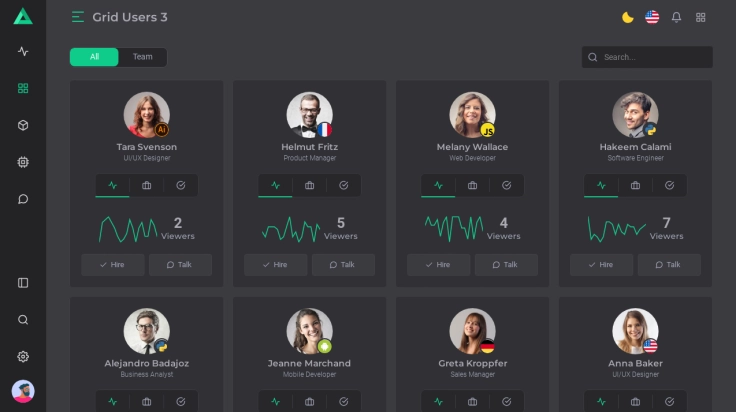 Grid Users 3
All
Team
Search...
Tara Svenson
UI/UX Designer
Ai
2
Viewers
Hire
Talk
Helmut Fritz
Product Manager
5
Viewers
Hire
Talk
Melany Wallace
Web Developer
JS
4
Viewers
Hire
Talk
Hakeem Calami
Software Engineer
7
Viewers
Hire
Talk
Alejandro Badajoz
Business Analyst
Jeanne Marchand
Mobile Developer
Greta Kroppfer
Sales Manager
Anna Baker
UI/UX Designer